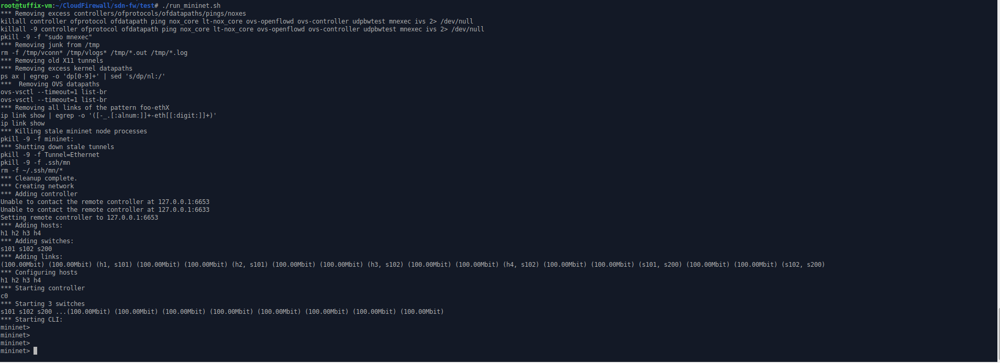 root@tuffix-vm:~/CloudFirewall/sdn-fw/test# ./run_mininet.sh
*** Removing excess controllers/ofprotocols/ofdatapaths/pings/noxes
killall controller ofprotocol ofdatapath ping nox_core lt-nox_core ovs-openflowd ovs-controller udpbwtest mnexec ivs 2> /dev/null
killall -9 controller ofprotocol ofdatapath ping nox_core lt-nox_core ovs-openflowd ovs-controller udpbwtest mnexec ivs 2> /dev/null
pkill -9 -f "sudo mnexec"
*** Removing junk from /tmp
rm -f /tmp/vconn* /tmp/vlogs* /tmp/*.out /tmp/*.log
*** Removing old X11 tunnels
*** Removing excess kernel datapaths
ps ax | egrep -o 'dp[0-9]+' | sed 's/dp/nl:/'
***  Removing OVS datapaths
ovs-vsctl --timeout=1 list-br
ovs-vsctl --timeout=1 list-br
*** Removing all links of the pattern foo-ethX
ip link show | egrep -o '([-_.[:alnum:]]+-eth[[:digit:]]+)'
ip link show
*** Killing stale mininet node processes
pkill -9 -f mininet:
*** Shutting down stale tunnels
pkill -9 -f Tunnel=Ethernet
pkill -9 -f .ssh/mn
rm -f ~/.ssh/mn/*
*** Cleanup complete.
*** Creating network
*** Adding controller
Unable to contact the remote controller at 127.0.0.1:6653
Unable to contact the remote controller at 127.0.0.1:6633
Setting remote controller to 127.0.0.1:6653
*** Adding hosts:
h1 h2 h3 h4
*** Adding switches:
s101 s102 s200
*** Adding links:
(100.00Mbit) (h1, s101) (100.00Mbit) (100.00Mbit) (h2, s101) (100.00Mbit) (100.00Mbit) (h3, s102) (100.00Mbit) (100.00Mbit) (h4, s102) (100.00Mbit) (100.00Mbit) (s101, s200) (100.00Mbit) (100.00Mbit) (s102, s200)
*** Configuring hosts
h1 h2 h3 h4
*** Starting controller
c0
*** Starting 3 switches
s101 s102 s200 ...(100.00Mbit) (100.00Mbit) (100.00Mbit) (100.00Mbit) (100.00Mbit) (100.00Mbit) (100.00Mbit) (100.00Mbit)
*** Starting CLI:
mininet>
mininet>
mininet>
mininet>